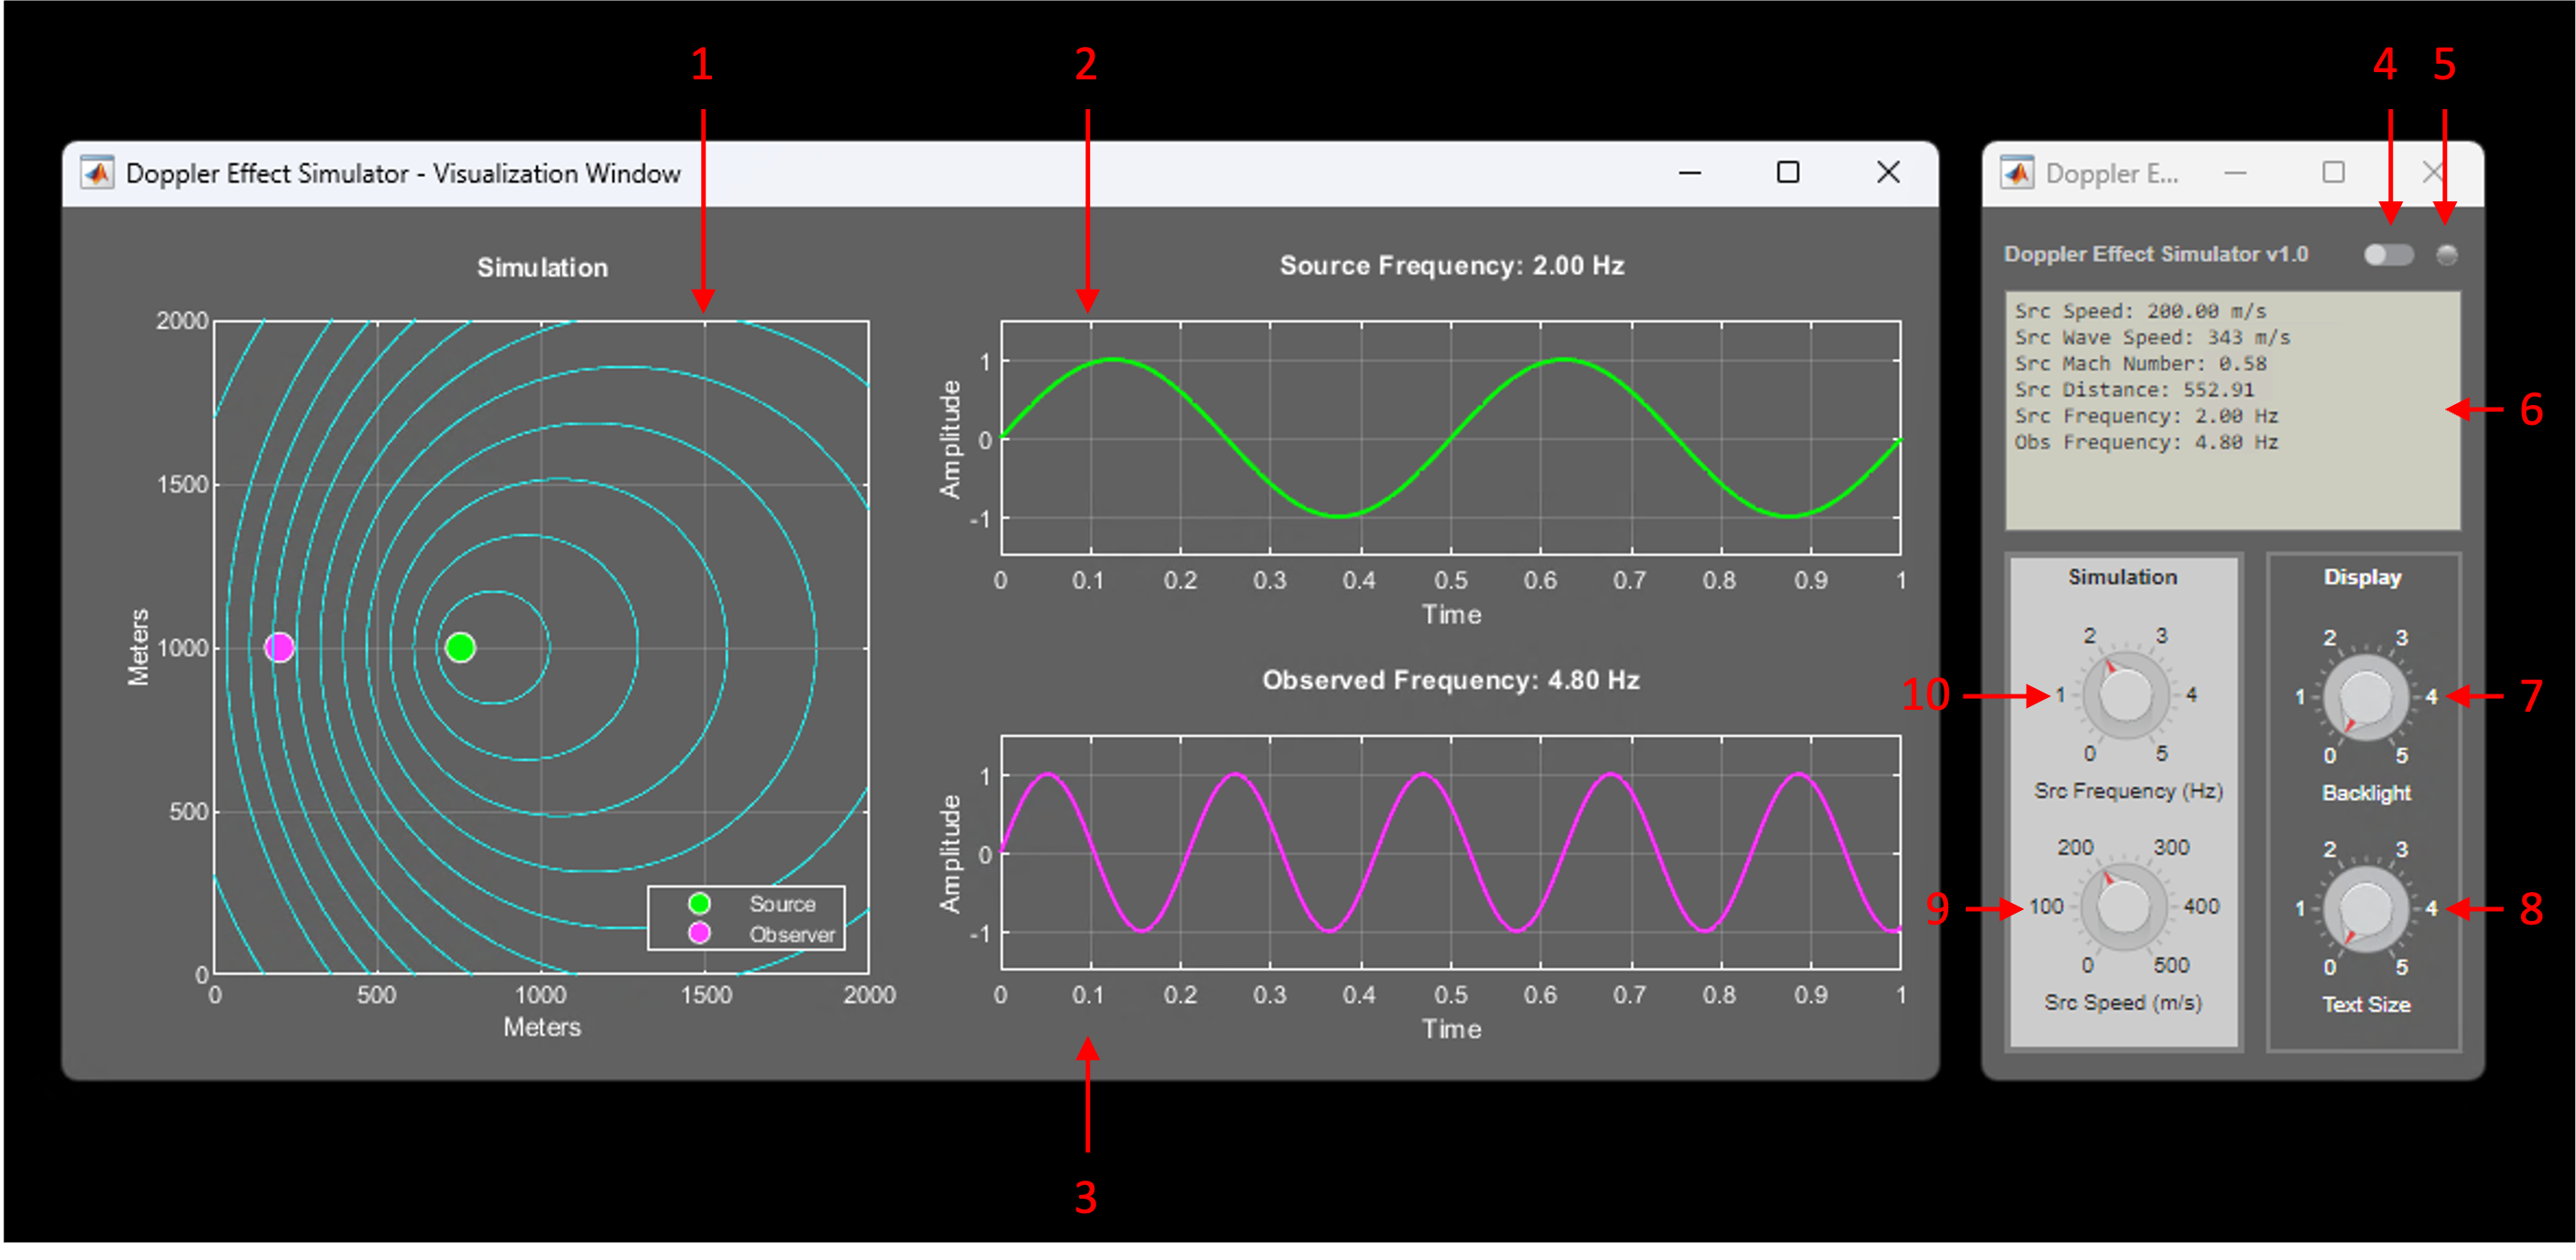 1
2
4
5
Doppler Effect Simulator - Visualization Window
Doppler E...
Simulation
2000
1500
1000
500
0
0
500
1000
1500
2000
Meters
Meters
Source
Observer
Source Frequency: 2.00 Hz
1
0
-1
Amplitude
0
0.1
0.2
0.3
0.4
0.5
0.6
0.7
0.8
0.9
1
Time
Observed Frequency: 4.80 Hz
1
0
-1
Amplitude
0
0.1
0.2
0.3
0.4
0.5
0.6
0.7
0.8
0.9
1
Time
3
Doppler Effect Simulator v1.0
Src Speed: 200.00 m/s
Src Wave Speed: 343 m/s
Src Mach Number: 0.58
Src Distance: 552.91
Src Frequency: 2.00 Hz
Obs Frequency: 4.80 Hz
6
Simulation
2
3
10
1
4
0
5
Src Frequency (Hz)
200
300
9
100
400
0
500
Src Speed (m/s)
Display
2
3
1
4
7
0
5
Backlight
2
3
1
4
8
0
5
Text Size